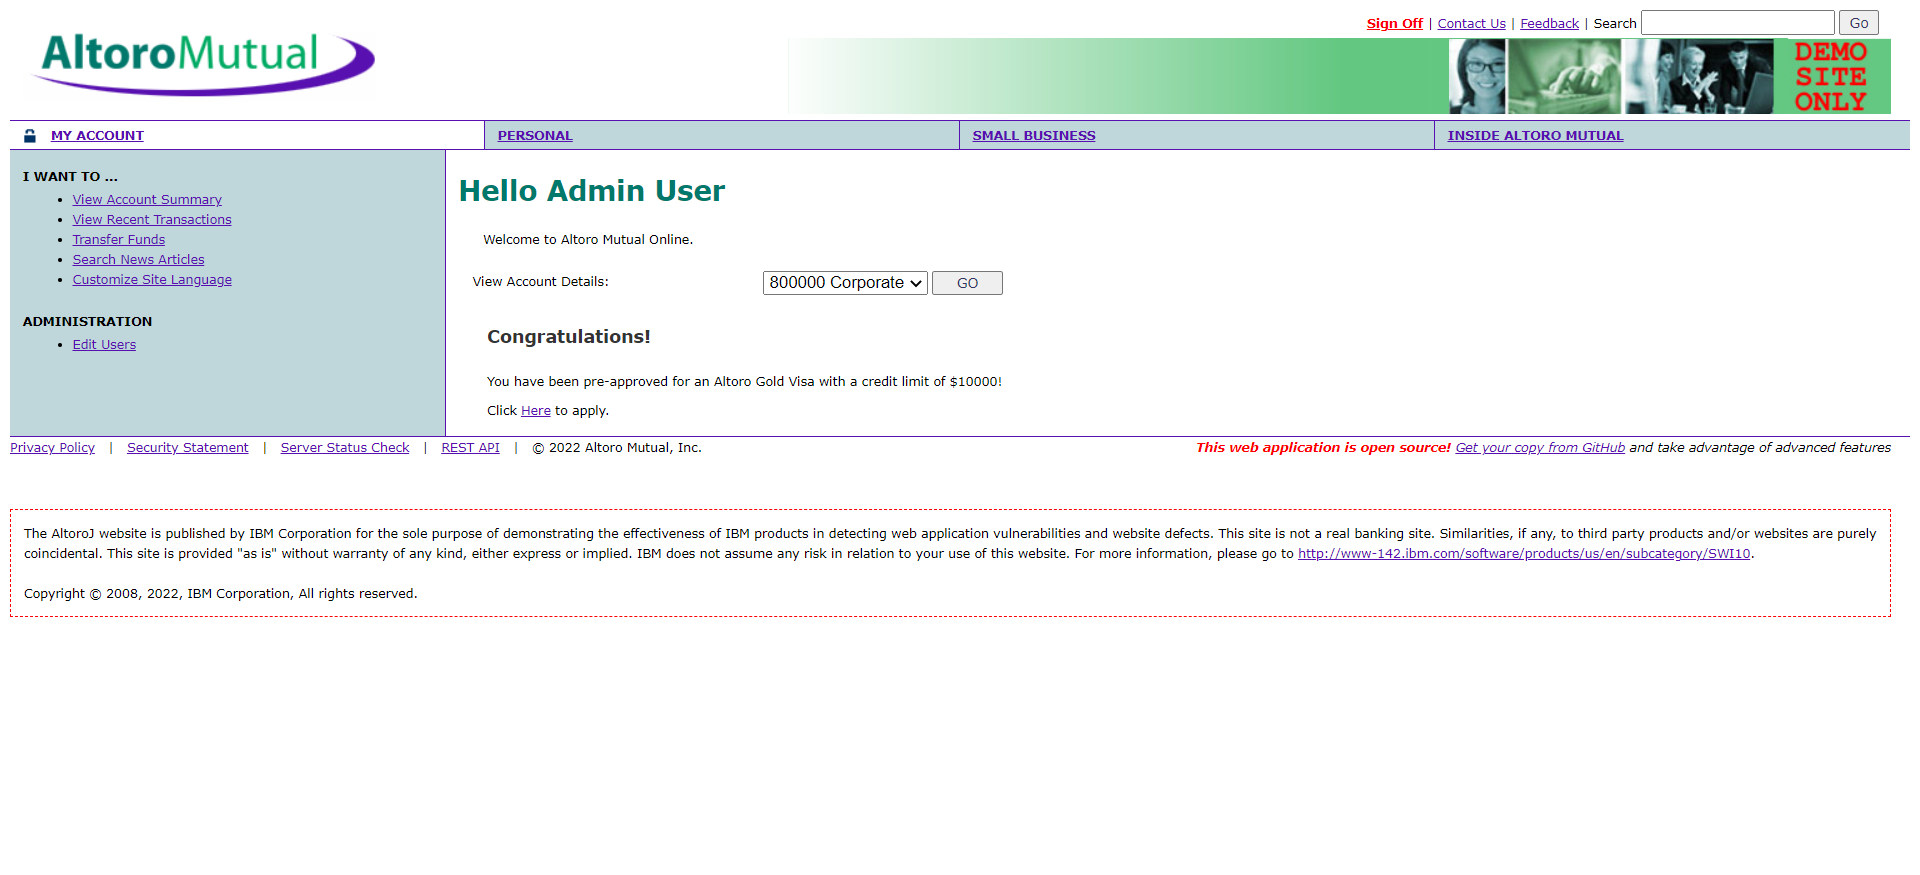 Sign Off | Contact Us | Feedback | Search Go
AltoroMutual
DEMO
SITE
ONLY
MY ACCOUNT
PERSONAL
SMALL BUSINESS
INSIDE ALTORO MUTUAL
I WANT TO ...
• View Account Summary
• View Recent Transactions
• Transfer Funds
• Search News Articles
• Customize Site Language
ADMINISTRATION
• Edit Users
Hello Admin User
Welcome to Altoro Mutual Online.
View Account Details: 800000 Corporate GO
Congratulations!
You have been pre-approved for an Altoro Gold Visa with a credit limit of $10000!
Click Here to apply.
Privacy Policy | Security Statement | Server Status Check | REST API | © 2022 Altoro Mutual, Inc.
This web application is open source! Get your copy from GitHub and take advantage of advanced features
The AltoroJ website is published by IBM Corporation for the sole purpose of demonstrating the effectiveness of IBM products in detecting web application vulnerabilities and website defects. This site is not a real banking site. Similarities, if any, to third party products and/or websites are purely
coincidental. This site is provided "as is" without warranty of any kind, either express or implied. IBM does not assume any risk in relation to your use of this website. For more information, please go to http://www-142.ibm.com/software/products/us/en/subcategory/SWI10.
Copyright © 2008, 2022, IBM Corporation, All rights reserved.